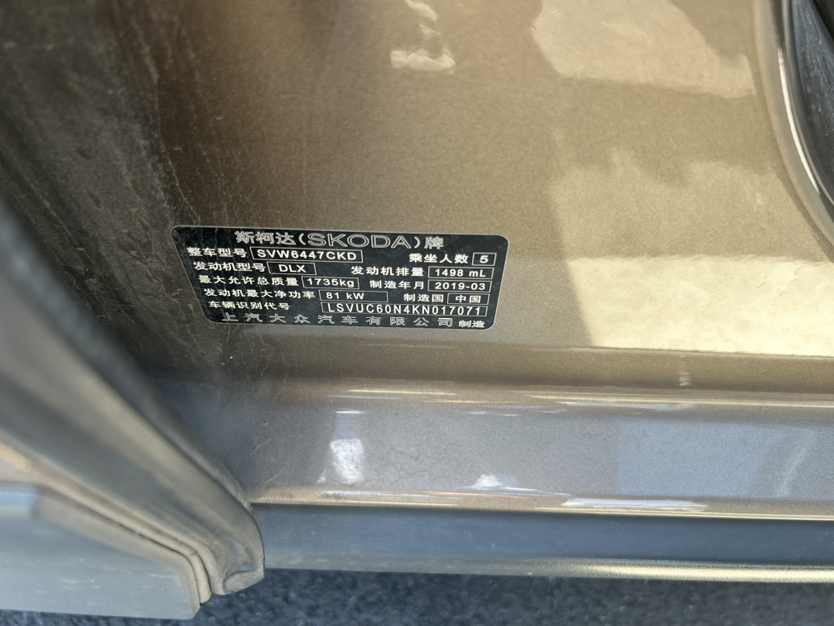 斯柯达(SKODA)牌
整车型号 SVW6447CKD 乘坐人数 5
发动机型号 DLX 发动机排量 1498 mL
最大允许总质量 1735kg 制造年月 2019-03
发动机最大净功率 81 kW 制造国 中国
车辆识别代号 LSVUC60N4KN017071
上汽大众汽车有限公司 制造